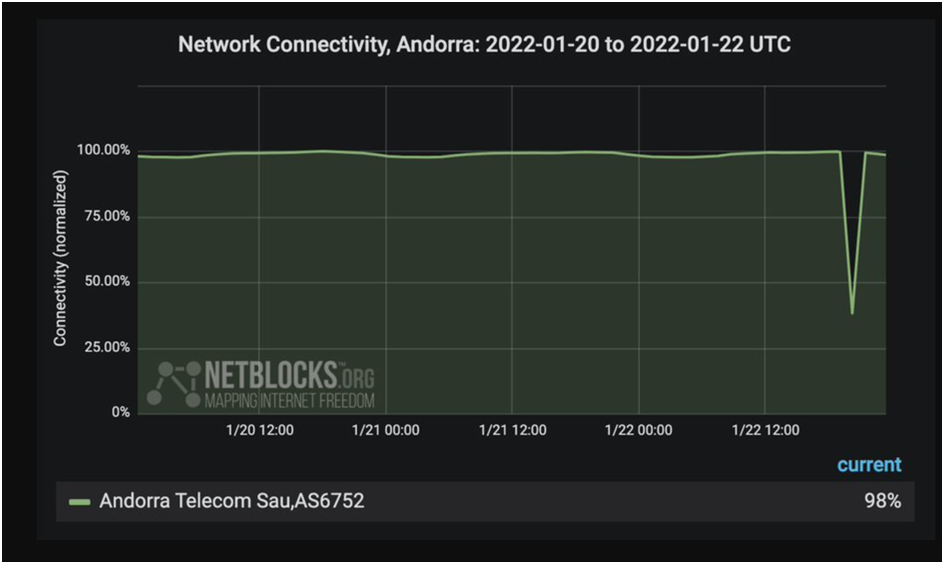 Network Connectivity, Andorra: 2022-01-20 to 2022-01-22 UTC
Connectivity (normalized)
100.00%
75.00%
50.00%
25.00%
0%
NETBLOCKS™.ORG
MAPPING INTERNET FREEDOM
1/20 12:00 1/21 00:00 1/21 12:00 1/22 00:00 1/22 12:00
current
Andorra Telecom Sau,AS6752 98%